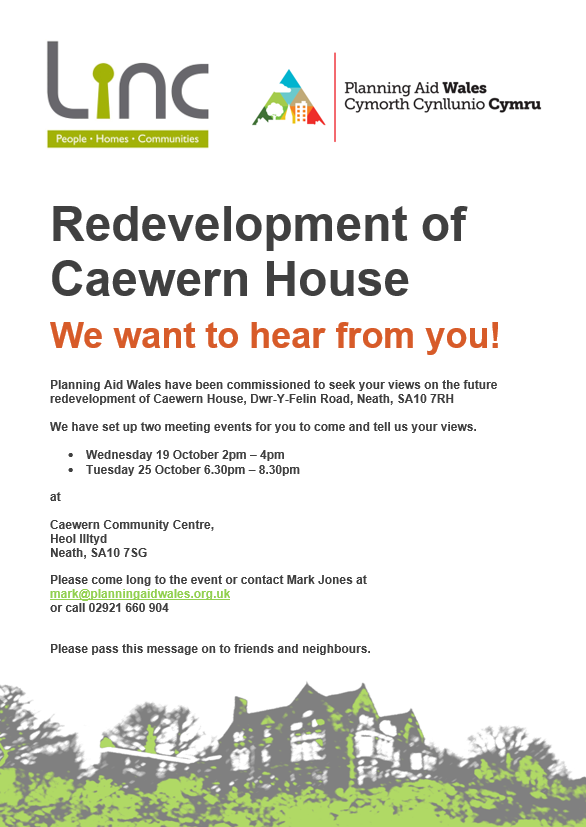 Linc
People • Homes • Communities
Planning Aid Wales
Cymorth Cynllunio Cymru
Redevelopment of
Caewern House
We want to hear from you!
Planning Aid Wales have been commissioned to seek your views on the future
redevelopment of Caewern House, Dwr-Y-Felin Road, Neath, SA10 7RH
We have set up two meeting events for you to come and tell us your views.
• Wednesday 19 October 2pm – 4pm
• Tuesday 25 October 6.30pm – 8.30pm
at
Caewern Community Centre,
Heol Illtyd
Neath, SA10 7SG
Please come long to the event or contact Mark Jones at
mark@planningaidwales.org.uk
or call 02921 660 904
Please pass this message on to friends and neighbours.